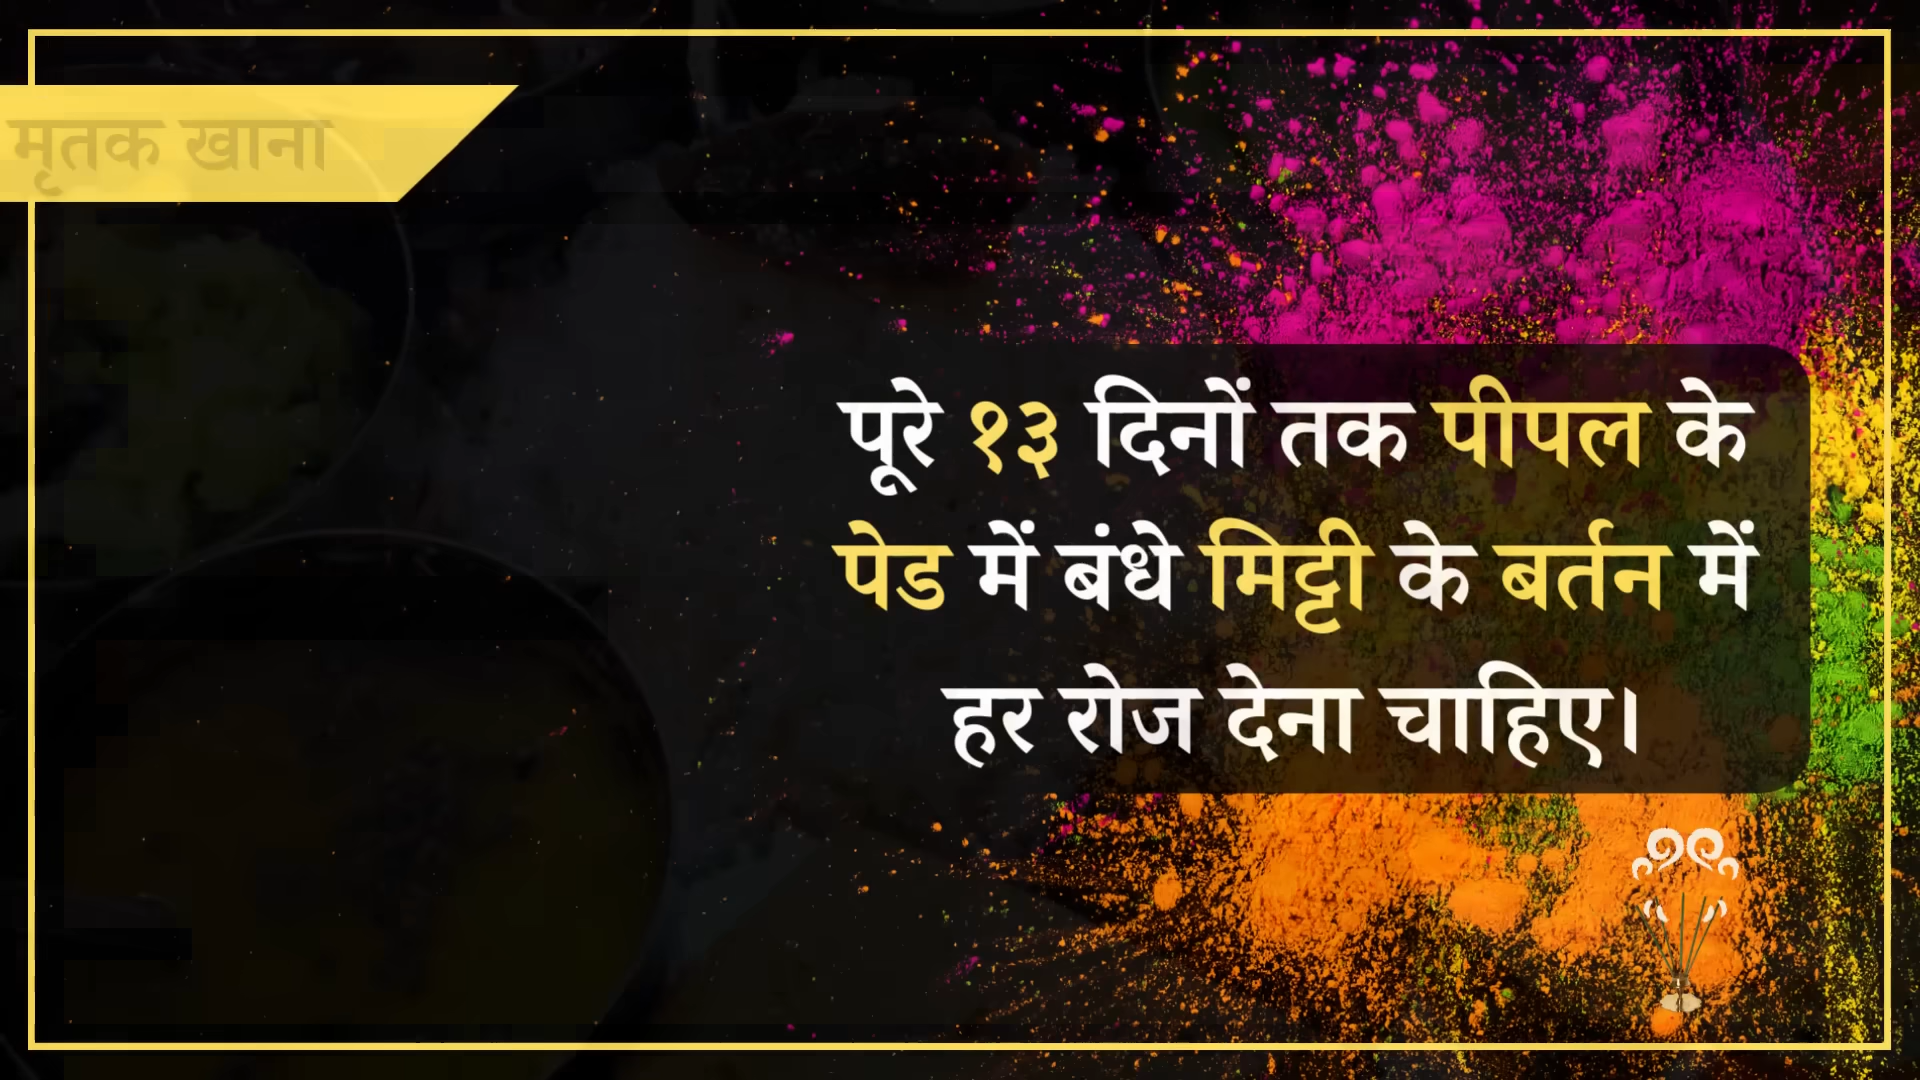 मृतक खाना
पूरे १३ दिनों तक पीपल के
पेड में बंधे मिट्टी के बर्तन में
हर रोज देना चाहिए।